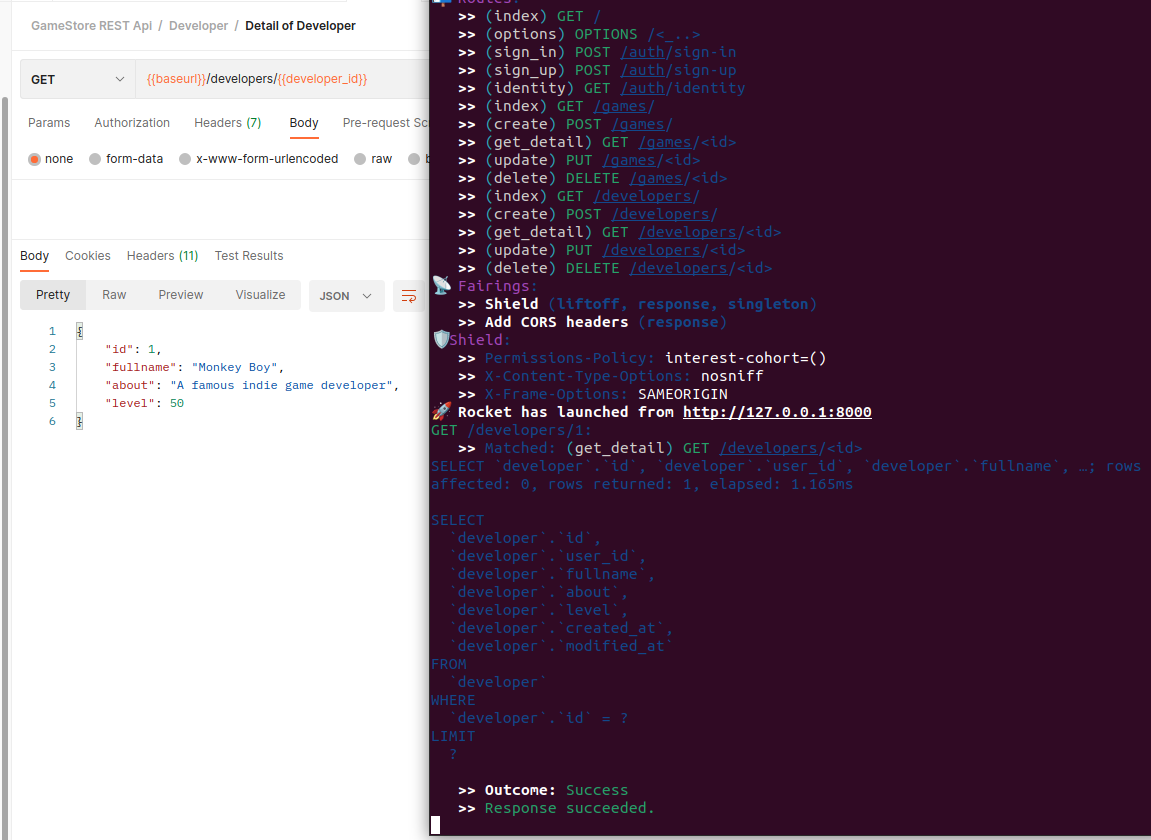 GameStore REST Api / Developer / Detail of Developer
GET
{{baseurl}}/developers/{{developer_id}}
Params Authorization Headers (7) Body Pre-request Sc
none form-data x-www-form-urlencoded raw b
Body Cookies Headers (11) Test Results
Pretty Raw Preview Visualize JSON
1 {
2 "id": 1,
3 "fullname": "Monkey Boy",
4 "about": "A famous indie game developer",
5 "level": 50
6 }
Routes:
>> (index) GET /
>> (options) OPTIONS /<_..>
>> (sign_in) POST /auth/sign-in
>> (sign_up) POST /auth/sign-up
>> (identity) GET /auth/identity
>> (index) GET /games/
>> (create) POST /games/
>> (get_detail) GET /games/<id>
>> (update) PUT /games/<id>
>> (delete) DELETE /games/<id>
>> (index) GET /developers/
>> (create) POST /developers/
>> (get_detail) GET /developers/<id>
>> (update) PUT /developers/<id>
>> (delete) DELETE /developers/<id>
📡 Fairings:
>> Shield (liftoff, response, singleton)
>> Add CORS headers (response)
🛡️Shield:
>> Permissions-Policy: interest-cohort=()
>> X-Content-Type-Options: nosniff
>> X-Frame-Options: SAMEORIGIN
🚀 Rocket has launched from http://127.0.0.1:8000
GET /developers/1:
>> Matched: (get_detail) GET /developers/<id>
SELECT `developer`.`id`, `developer`.`user_id`, `developer`.`fullname`, …; rows
affected: 0, rows returned: 1, elapsed: 1.165ms
SELECT
`developer`.`id`,
`developer`.`user_id`,
`developer`.`fullname`,
`developer`.`about`,
`developer`.`level`,
`developer`.`created_at`,
`developer`.`modified_at`
FROM
`developer`
WHERE
`developer`.`id` = ?
LIMIT
?
>> Outcome: Success
>> Response succeeded.